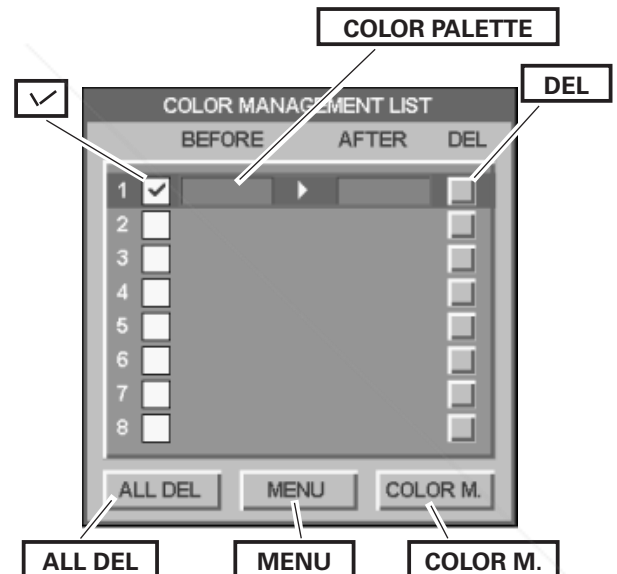 COLOR PALETTE
✓
DEL
COLOR MANAGEMENT LIST
BEFORE AFTER DEL
1 ✓
2
3
4
5
6
7
8
ALL DEL MENU COLOR M.
ALL DEL MENU COLOR M.